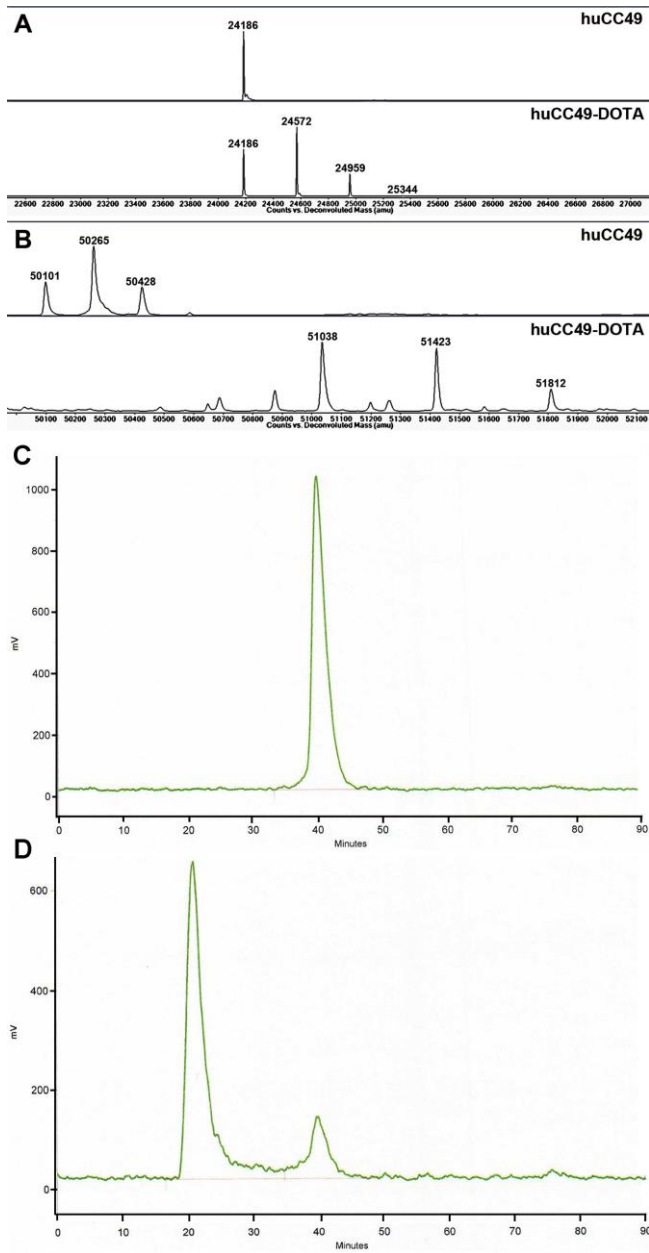 A
huCC49
24186
huCC49-DOTA
24186
24572
24959
25344
22600 22800 23000 23200 23400 23600 23800 24000 24200 24400 24600 24800 25000 25200 25400 25600 25800 26000 26200 26400 26600 26800 27000
Counts vs. Deconvoluted Mass (amu)
B
huCC49
50101
50265
50428
huCC49-DOTA
51038
51423
51812
50100 50200 50300 50400 50500 50600 50700 50800 50900 51000 51100 51200 51300 51400 51500 51600 51700 51800 51900 52000 52100
Counts vs. Deconvoluted Mass (amu)
C
1000
800
600
400
200
0
mV
0 10 20 30 40 50 60 70 80 90
Minutes
D
600
400
200
0
mV
0 10 20 30 40 50 60 70 80 90
Minutes